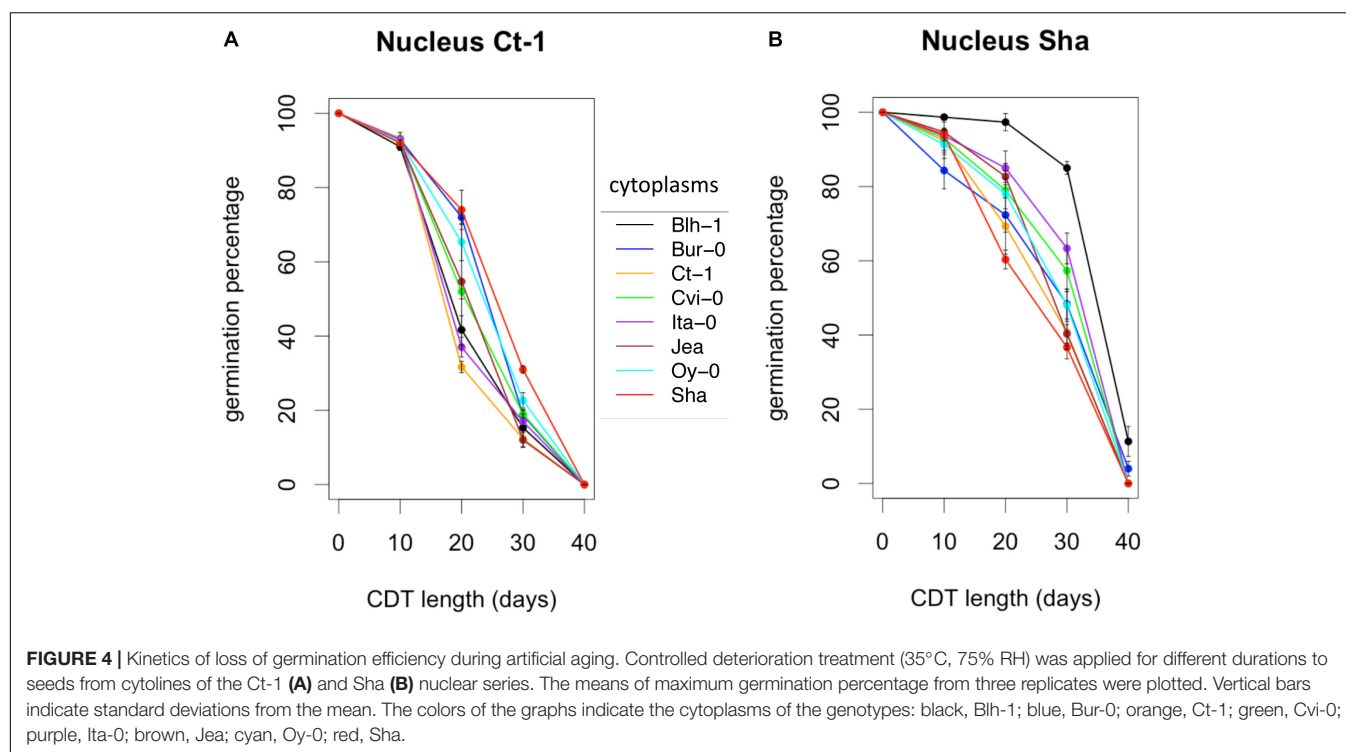 A
Nucleus Ct-1
germination percentage
0 20 40 60 80 100
0 10 20 30 40
CDT length (days)
cytoplasms
Blh−1
Bur−0
Ct−1
Cvi−0
Ita−0
Jea
Oy−0
Sha
B
Nucleus Sha
germination percentage
0 20 40 60 80 100
0 10 20 30 40
CDT length (days)
FIGURE 4 | Kinetics of loss of germination efficiency during artificial aging. Controlled deterioration treatment (35°C, 75% RH) was applied for different durations to
seeds from cytolines of the Ct-1 (A) and Sha (B) nuclear series. The means of maximum germination percentage from three replicates were plotted. Vertical bars
indicate standard deviations from the mean. The colors of the graphs indicate the cytoplasms of the genotypes: black, Blh-1; blue, Bur-0; orange, Ct-1; green, Cvi-0;
purple, Ita-0; brown, Jea; cyan, Oy-0; red, Sha.